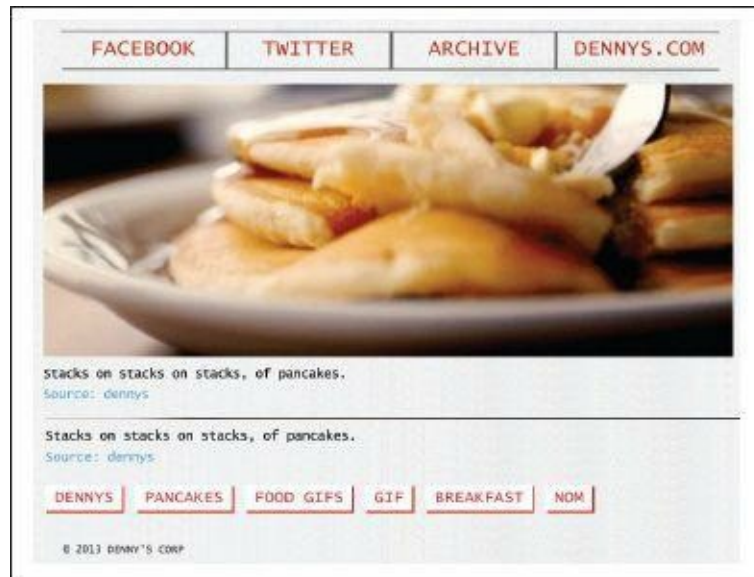 FACEBOOK TWITTER ARCHIVE DENNYS.COM
Stacks on stacks on stacks, of pancakes.
Source: dennys
Stacks on stacks on stacks, of pancakes.
Source: dennys
DENNYS PANCAKES FOOD GIFS GIF BREAKFAST NOM
© 2013 DENNY'S CORP